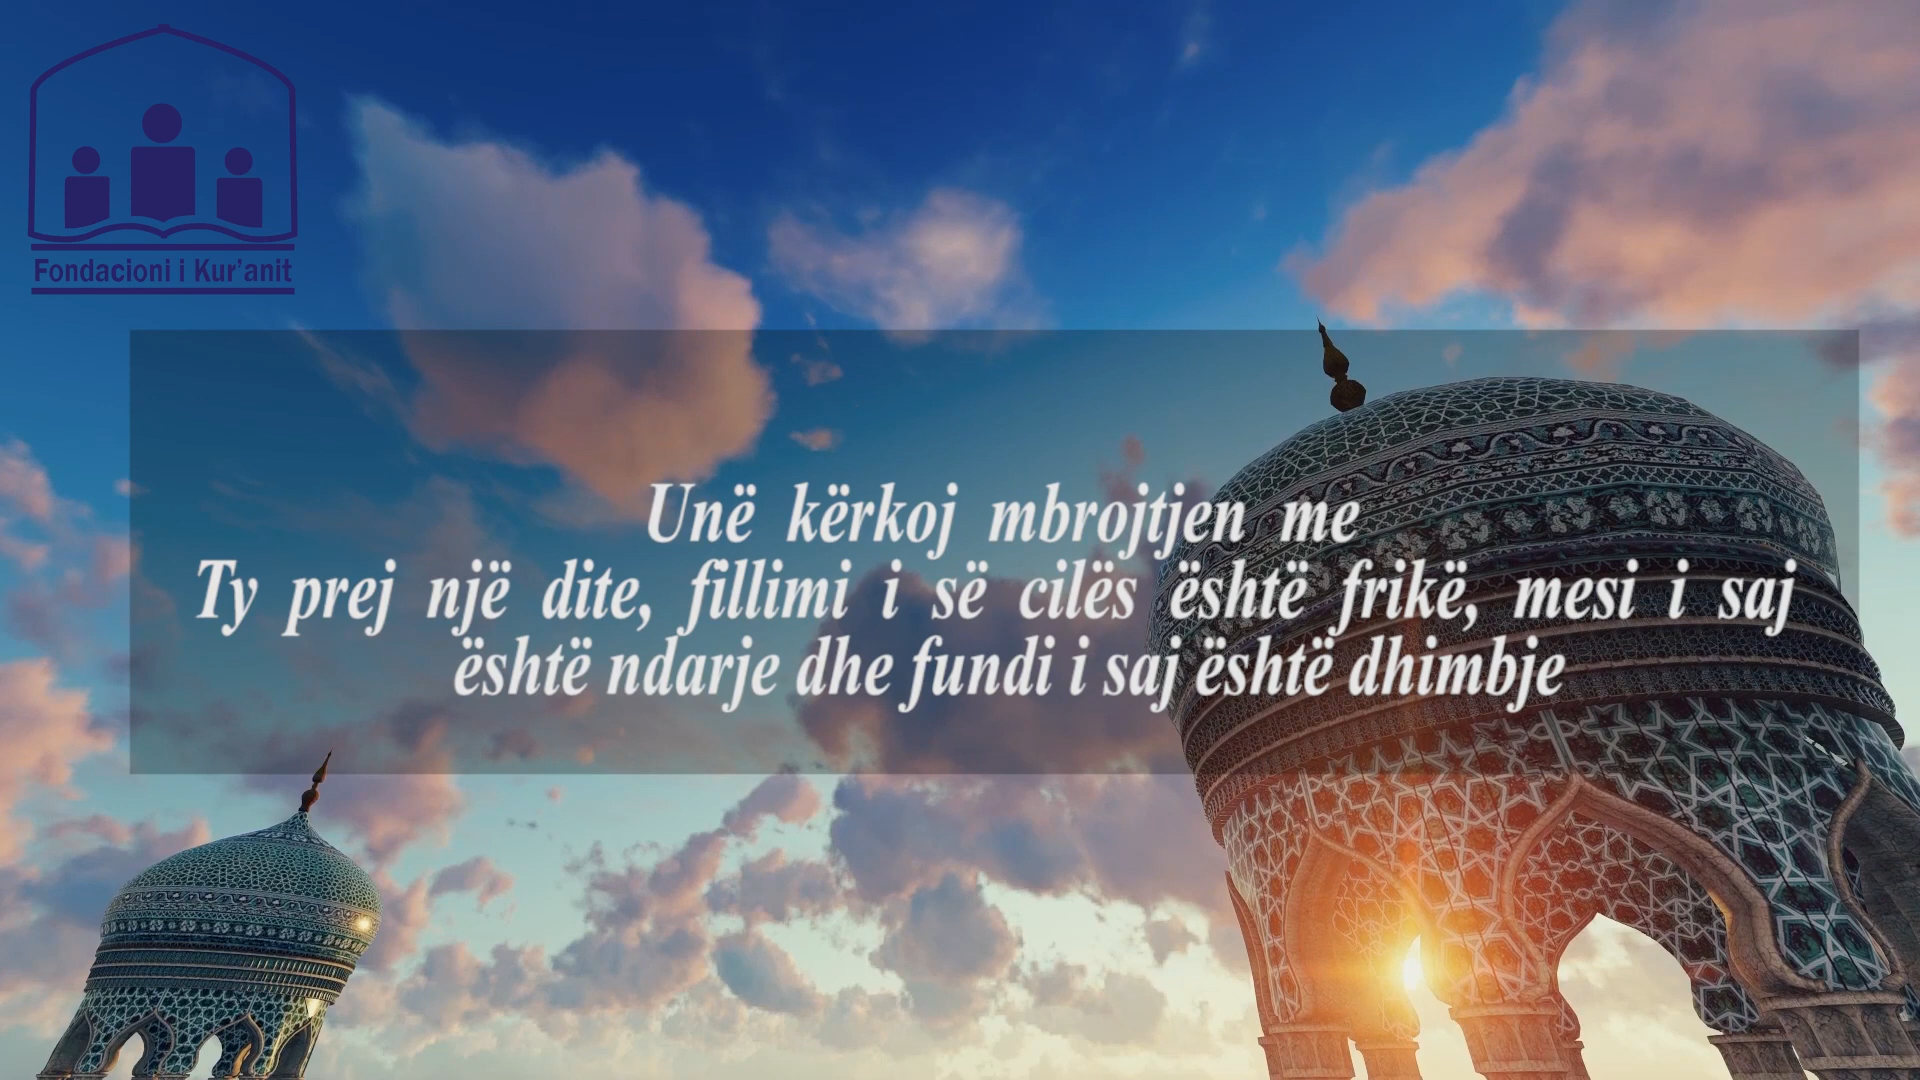 Fondacioni i Kur'anit
Unë kërkoj mbrojtjen me
Ty prej një dite, fillimi i së cilës është frikë, mesi i saj
është ndarje dhe fundi i saj është dhimbje